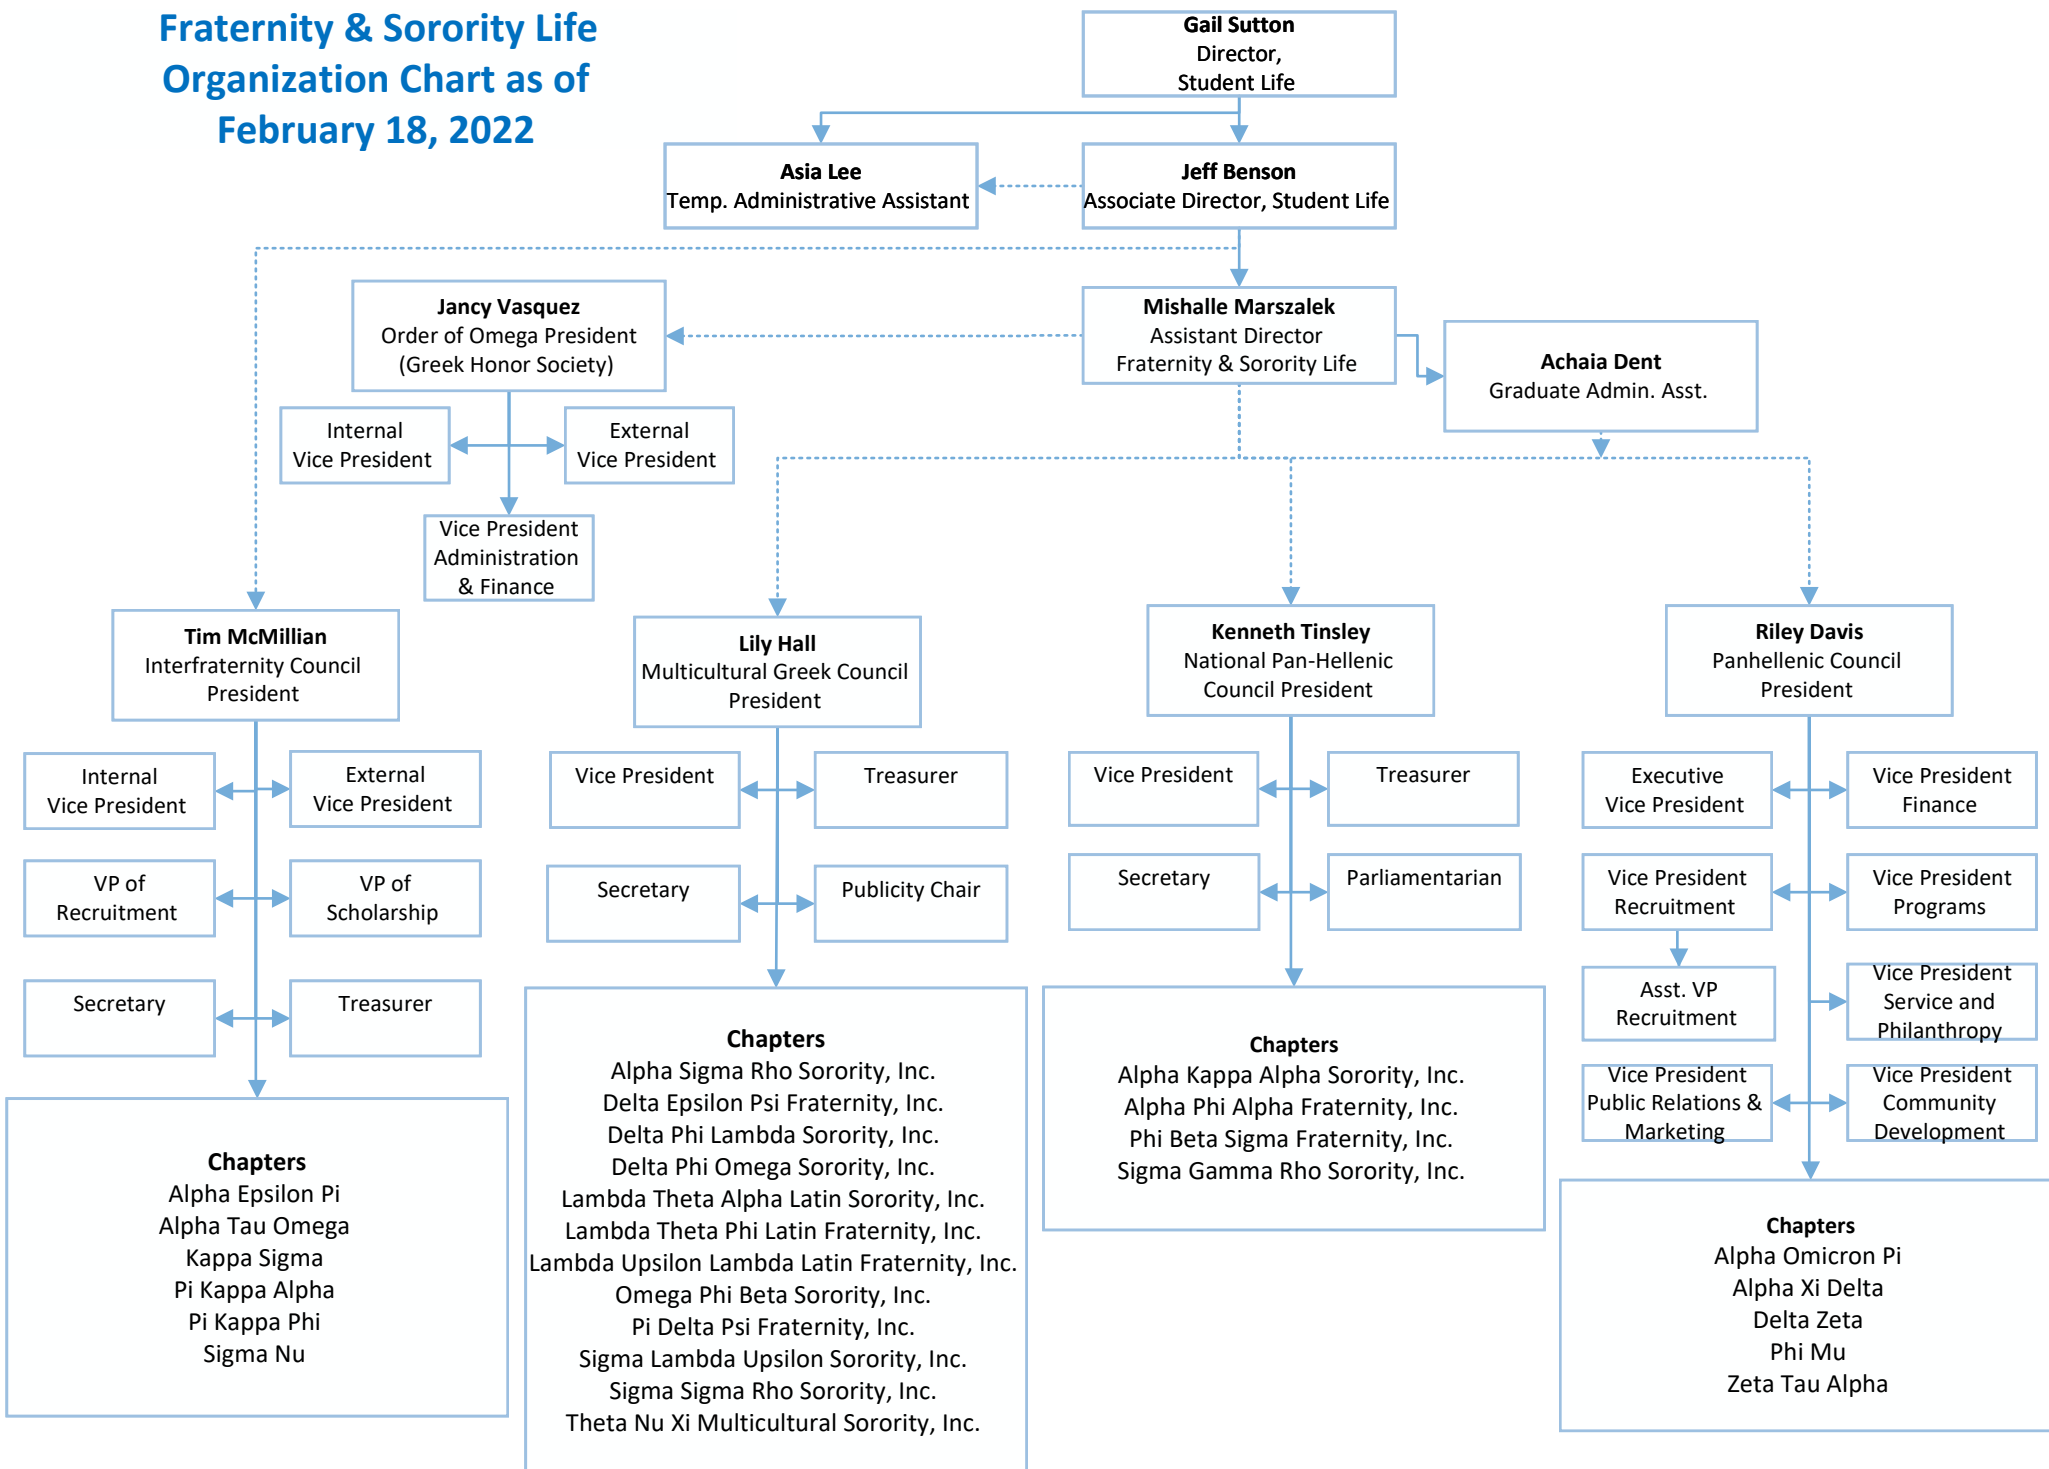 Fraternity & Sorority Life
Organization Chart as of
February 18, 2022
Gail Sutton
Director,
Student Life
Asia Lee
Temp. Administrative Assistant
Jeff Benson
Associate Director, Student Life
Jancy Vasquez
Order of Omega President
(Greek Honor Society)
Mishalle Marszalek
Assistant Director
Fraternity & Sorority Life
Achaia Dent
Graduate Admin. Asst.
Internal
Vice President
External
Vice President
Vice President
Administration
& Finance
Tim McMillian
Interfraternity Council
President
Internal
Vice President
External
Vice President
VP of
Recruitment
VP of
Scholarship
Secretary
Treasurer
Chapters
Alpha Epsilon Pi
Alpha Tau Omega
Kappa Sigma
Pi Kappa Alpha
Pi Kappa Phi
Sigma Nu
Lily Hall
Multicultural Greek Council
President
Vice President
Treasurer
Secretary
Publicity Chair
Chapters
Alpha Sigma Rho Sorority, Inc.
Delta Epsilon Psi Fraternity, Inc.
Delta Phi Lambda Sorority, Inc.
Delta Phi Omega Sorority, Inc.
Lambda Theta Alpha Latin Sorority, Inc.
Lambda Theta Phi Latin Fraternity, Inc.
Lambda Upsilon Lambda Latin Fraternity, Inc.
Omega Phi Beta Sorority, Inc.
Pi Delta Psi Fraternity, Inc.
Sigma Lambda Upsilon Sorority, Inc.
Sigma Sigma Rho Sorority, Inc.
Theta Nu Xi Multicultural Sorority, Inc.
Kenneth Tinsley
National Pan-Hellenic
Council President
Vice President
Treasurer
Secretary
Parliamentarian
Chapters
Alpha Kappa Alpha Sorority, Inc.
Alpha Phi Alpha Fraternity, Inc.
Phi Beta Sigma Fraternity, Inc.
Sigma Gamma Rho Sorority, Inc.
Riley Davis
Panhellenic Council
President
Executive
Vice President
Vice President
Finance
Vice President
Recruitment
Vice President
Programs
Asst. VP
Recruitment
Vice President
Service and
Philanthropy
Vice President
Public Relations &
Marketing
Vice President
Community
Development
Chapters
Alpha Omicron Pi
Alpha Xi Delta
Delta Zeta
Phi Mu
Zeta Tau Alpha